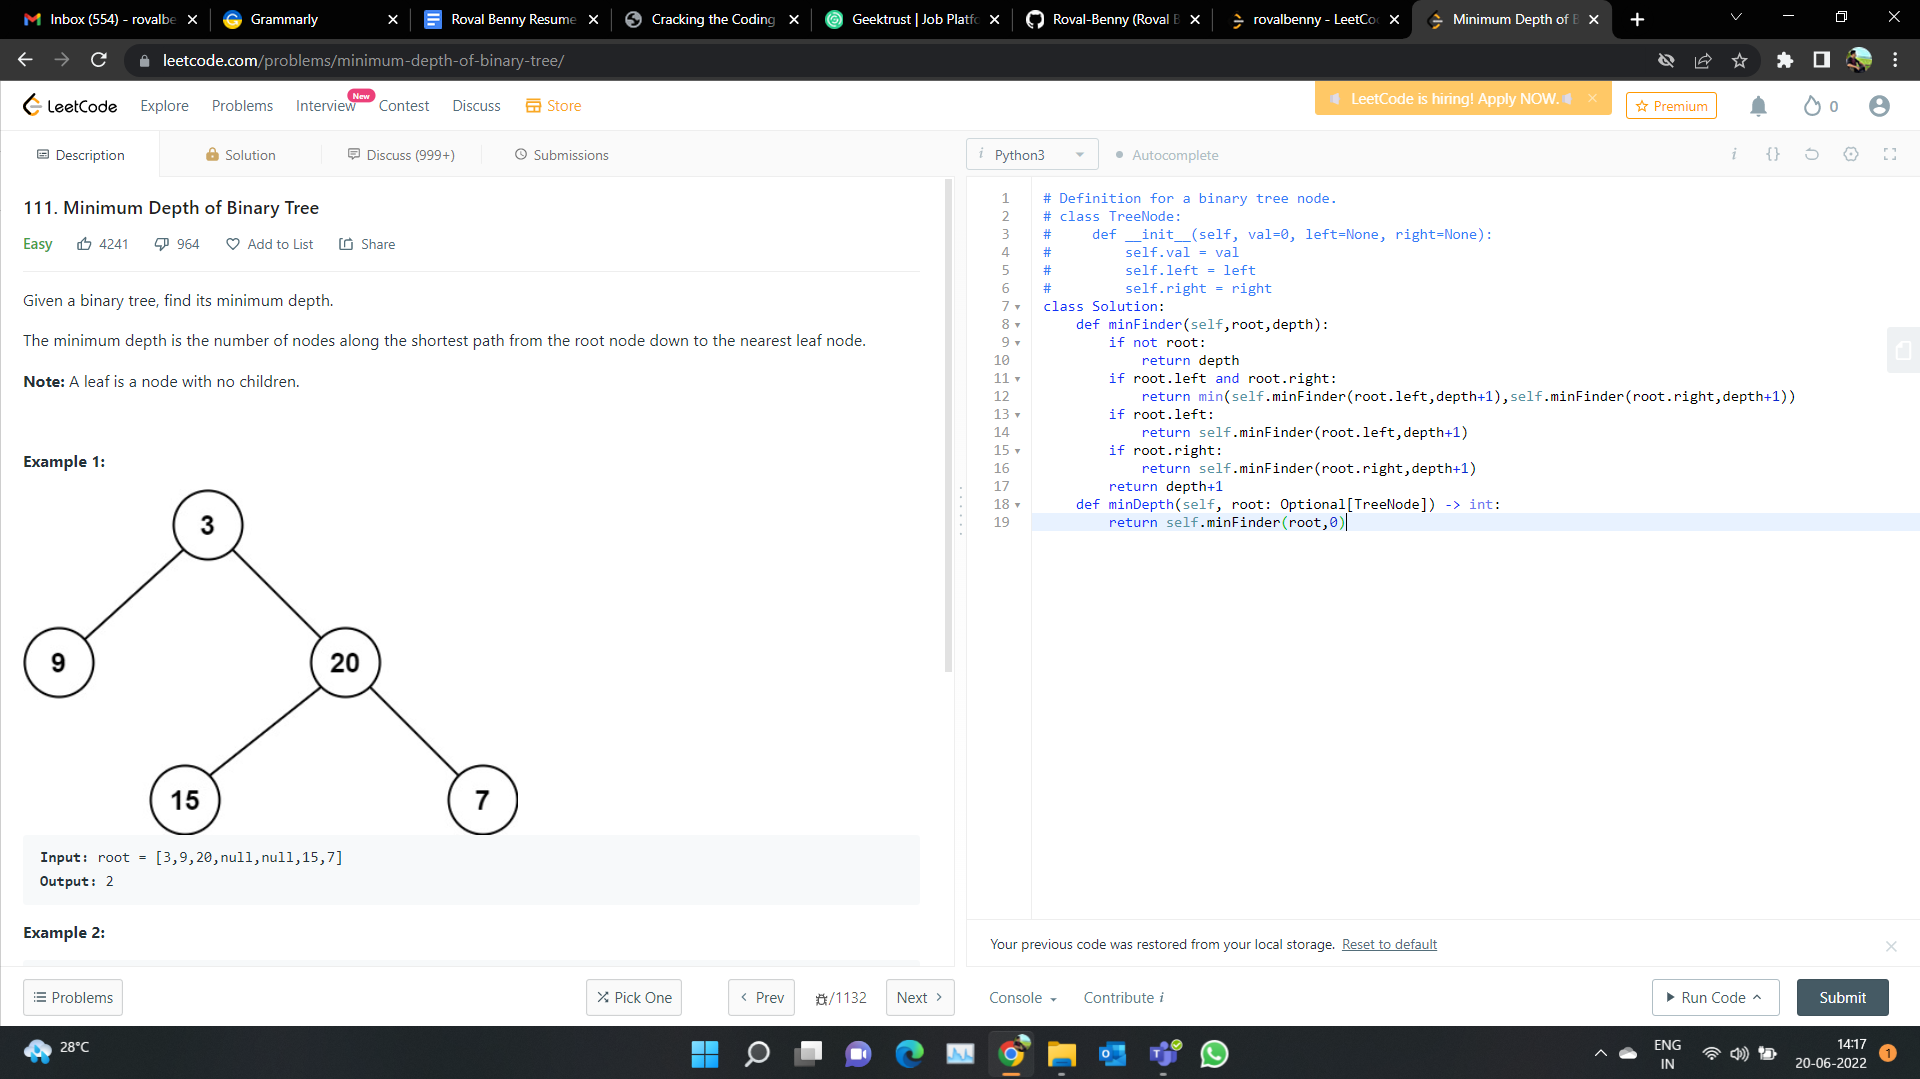 Inbox (554) - rovalbe
Grammarly
Roval Benny Resume
Cracking the Coding
Geektrust | Job Platfo
Roval-Benny (Roval B
rovalbenny - LeetCo
Minimum Depth of B
leetcode.com/problems/minimum-depth-of-binary-tree/
LeetCode
Explore
Problems
Interview
New
Contest
Discuss
Store
LeetCode is hiring! Apply NOW.
Premium
0
Description
Solution
Discuss (999+)
Submissions
i Python3
Autocomplete
i
{}
111. Minimum Depth of Binary Tree
Easy
4241
964
Add to List
Share
Given a binary tree, find its minimum depth.
The minimum depth is the number of nodes along the shortest path from the root node down to the nearest leaf node.
Note: A leaf is a node with no children.
Example 1:
3
9
20
15
7
Input: root = [3,9,20,null,null,15,7]
Output: 2
Example 2:
1 # Definition for a binary tree node.
2 # class TreeNode:
3 #     def __init__(self, val=0, left=None, right=None):
4 #         self.val = val
5 #         self.left = left
6 #         self.right = right
7 class Solution:
8     def minFinder(self,root,depth):
9         if not root:
10             return depth
11         if root.left and root.right:
12             return min(self.minFinder(root.left,depth+1),self.minFinder(root.right,depth+1))
13         if root.left:
14             return self.minFinder(root.left,depth+1)
15         if root.right:
16             return self.minFinder(root.right,depth+1)
17         return depth+1
18     def minDepth(self, root: Optional[TreeNode]) -> int:
19         return self.minFinder(root,0)
Your previous code was restored from your local storage. Reset to default
Problems
Pick One
Prev
/1132
Next
Console
Contribute i
Run Code
Submit
28°C
ENG
IN
14:17
20-06-2022
1